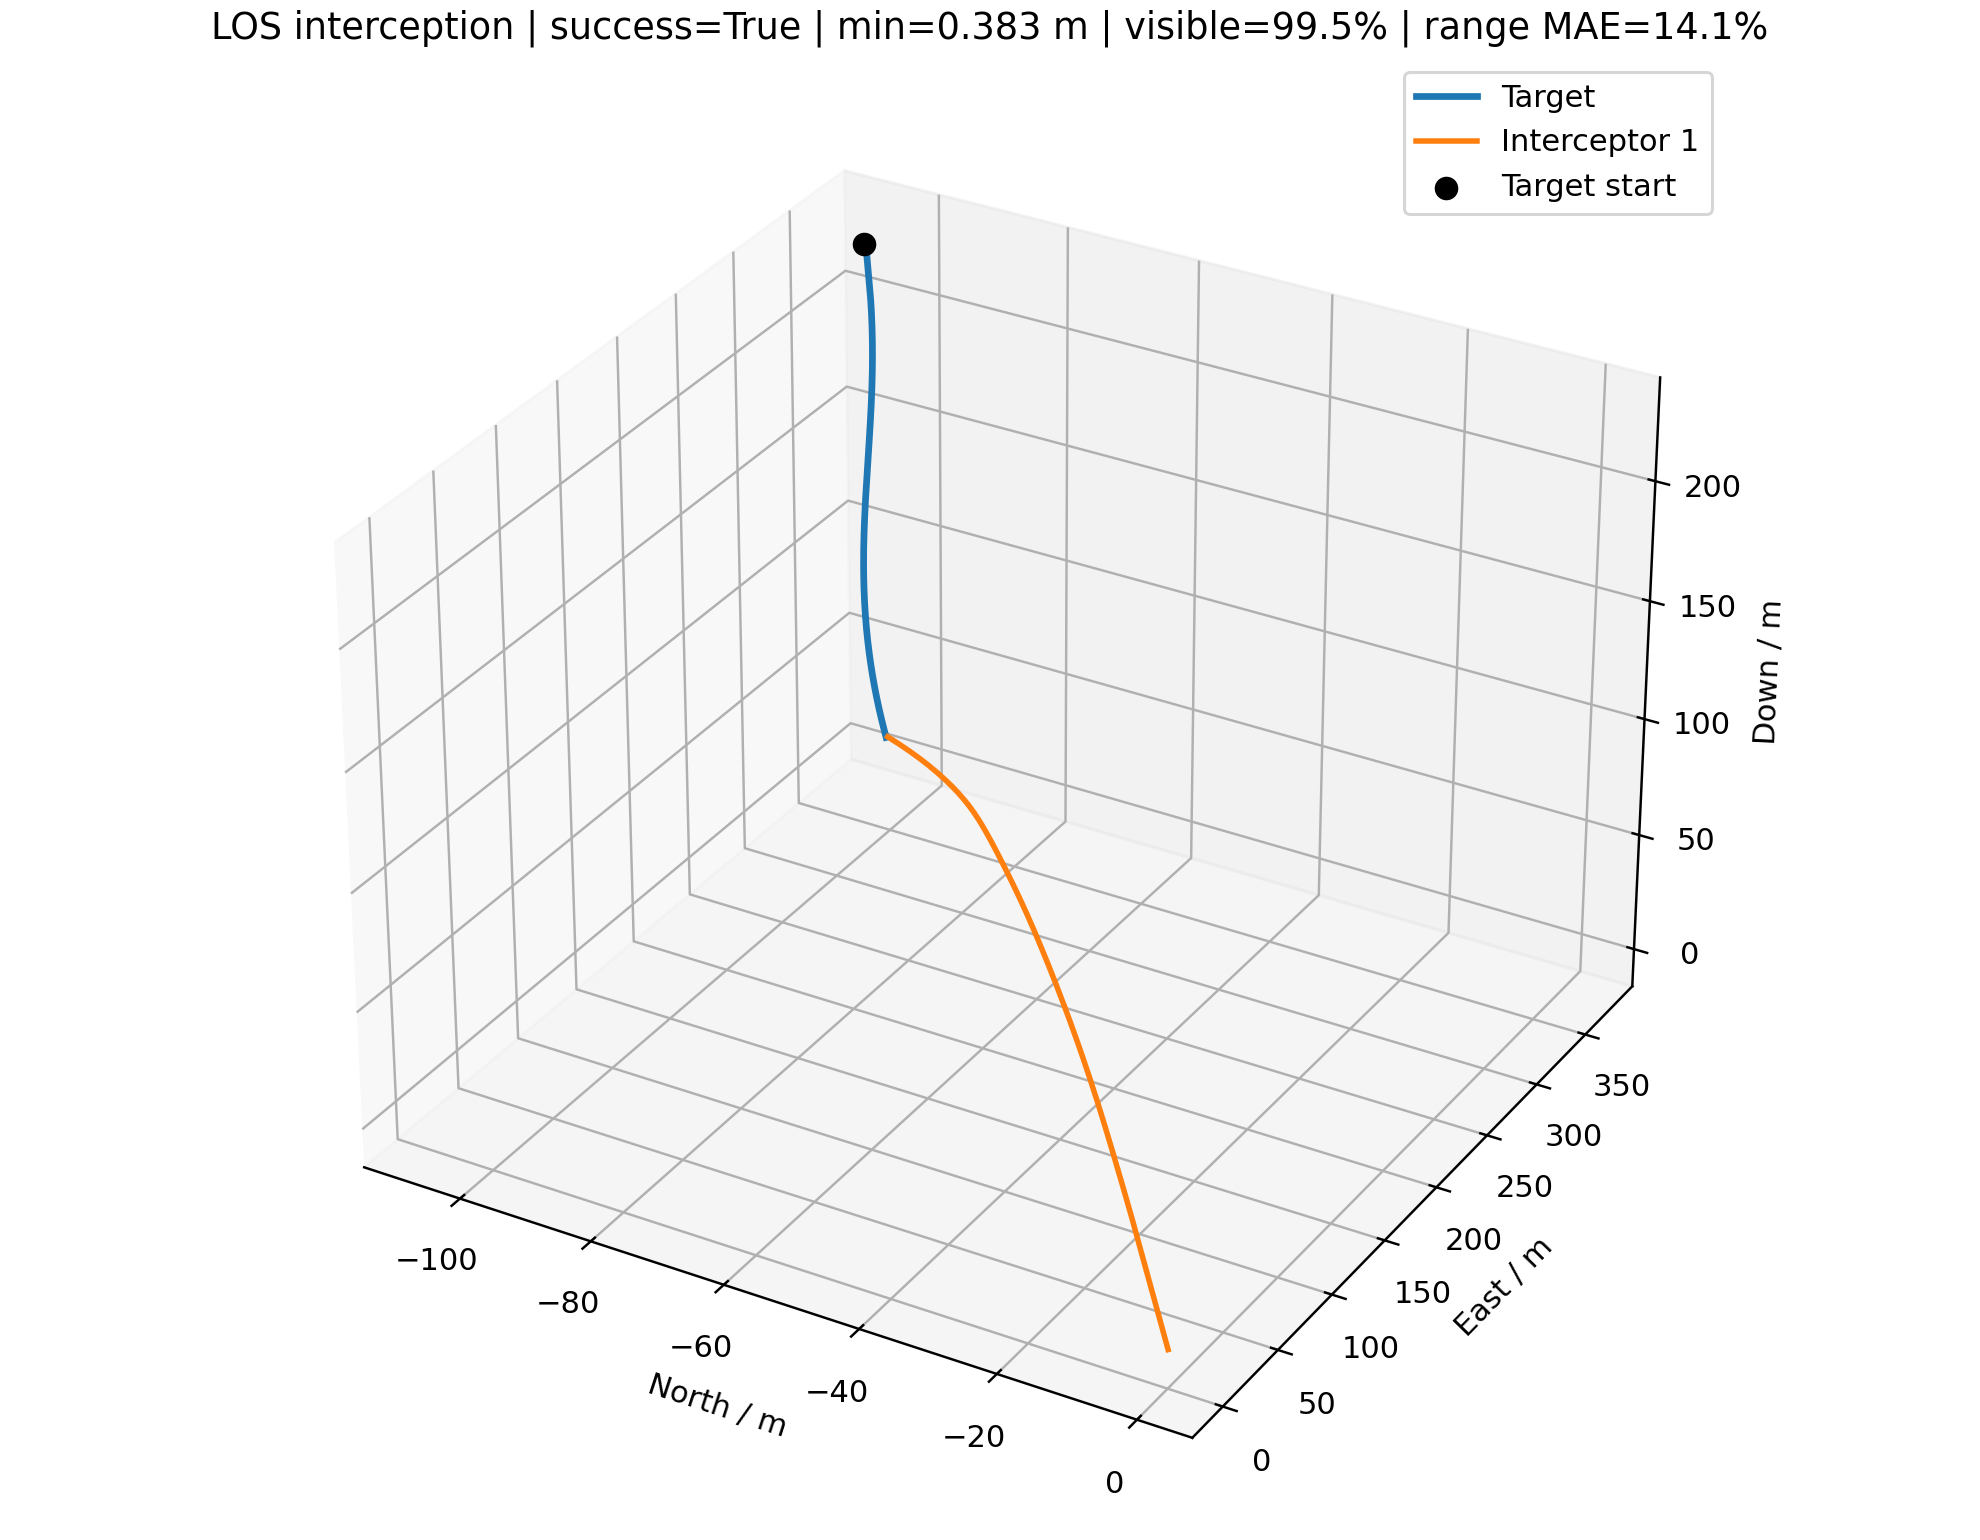 LOS interception | success=True | min=0.383 m | visible=99.5% | range MAE=14.1%
Target
Interceptor 1
Target start
200
150
100
50
0
Down / m
350
300
250
200
150
100
50
0
East / m
−100
−80
−60
−40
−20
0
North / m